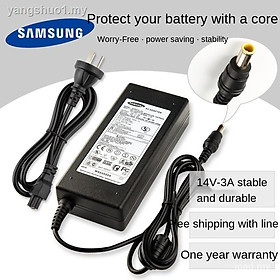 yangshuo1.my
SAMSUNG
Protect your battery with a core
Worry-Free · power saving · stability
SAMSUNG
14V-3A stable
and durable
Free shipping with line
One year warranty